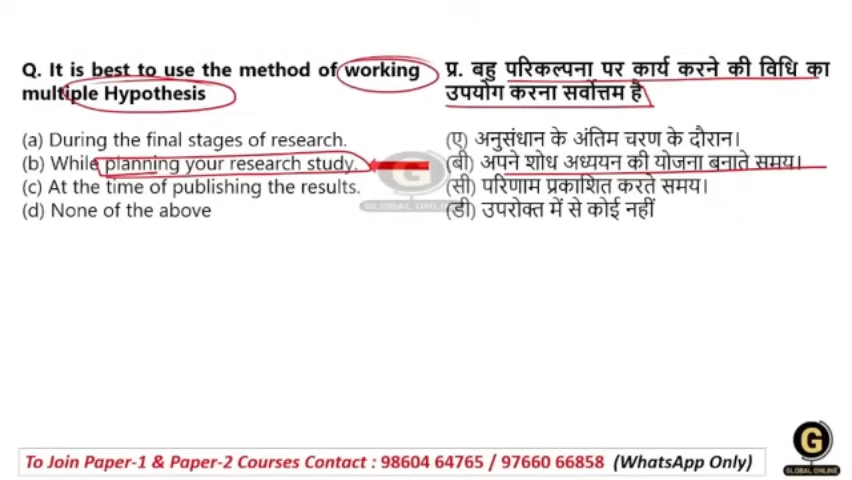 Q. It is best to use the method of working
multiple Hypothesis
(a) During the final stages of research.
(b) While planning your research study.
(c) At the time of publishing the results.
(d) None of the above
प्र. बहु परिकल्पना पर कार्य करने की विधि का
उपयोग करना सर्वोत्तम है
(ए) अनुसंधान के अंतिम चरण के दौरान।
(बी) अपने शोध अध्ययन की योजना बनाते समय।
(सी) परिणाम प्रकाशित करते समय।
(डी) उपरोक्त में से कोई नहीं
G
GLOBAL ONLINE
To Join Paper-1 & Paper-2 Courses Contact : 98604 64765 / 97660 66858 (WhatsApp Only)
G
GLOBAL ONLINE